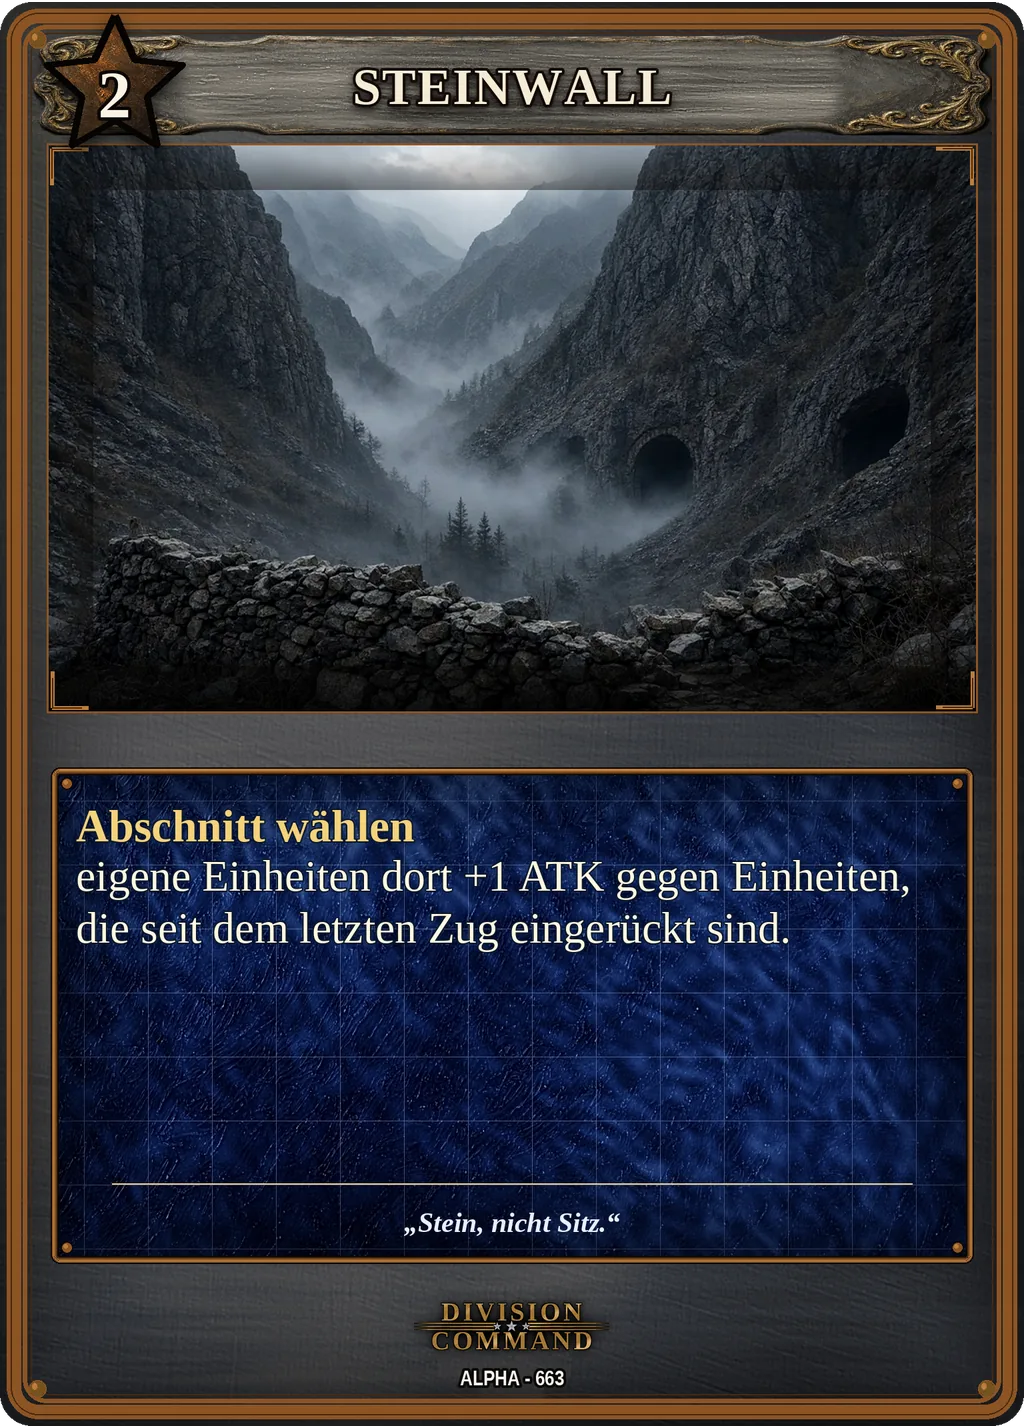 2
STEINWALL
Abschnitt wählen
eigene Einheiten dort +1 ATK gegen Einheiten,
die seit dem letzten Zug eingerückt sind.
„Stein, nicht Sitz.“
DIVISION
COMMAND
ALPHA - 663